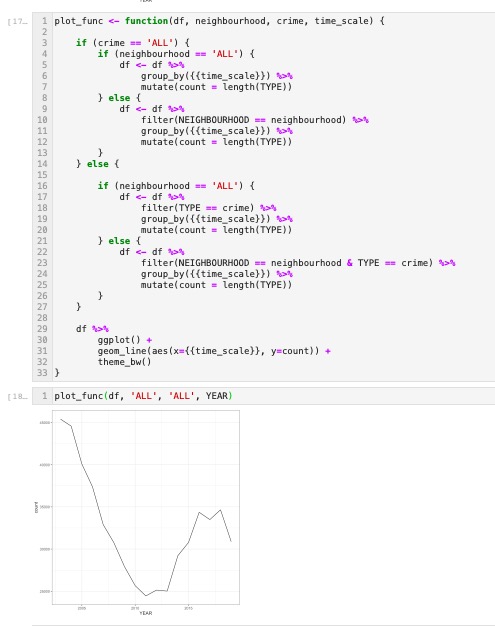 YEAR
[17…
1 plot_func <- function(df, neighbourhood, crime, time_scale) {
2
3     if (crime == 'ALL') {
4         if (neighbourhood == 'ALL') {
5             df <- df %>%
6                 group_by({{time_scale}}) %>%
7                 mutate(count = length(TYPE))
8         } else {
9             df <- df %>%
10                 filter(NEIGHBOURHOOD == neighbourhood) %>%
11                 group_by({{time_scale}}) %>%
12                 mutate(count = length(TYPE))
13         }
14     } else {
15
16         if (neighbourhood == 'ALL') {
17             df <- df %>%
18                 filter(TYPE == crime) %>%
19                 group_by({{time_scale}}) %>%
20                 mutate(count = length(TYPE))
21         } else {
22             df <- df %>%
23                 filter(NEIGHBOURHOOD == neighbourhood & TYPE == crime) %>%
24                 group_by({{time_scale}}) %>%
25                 mutate(count = length(TYPE))
26         }
27     }
28
29     df %>%
30         ggplot() +
31         geom_line(aes(x={{time_scale}}, y=count)) +
32         theme_bw()
33 }
[18…
1 plot_func(df, 'ALL', 'ALL', YEAR)
count
2005 2010 2015
YEAR